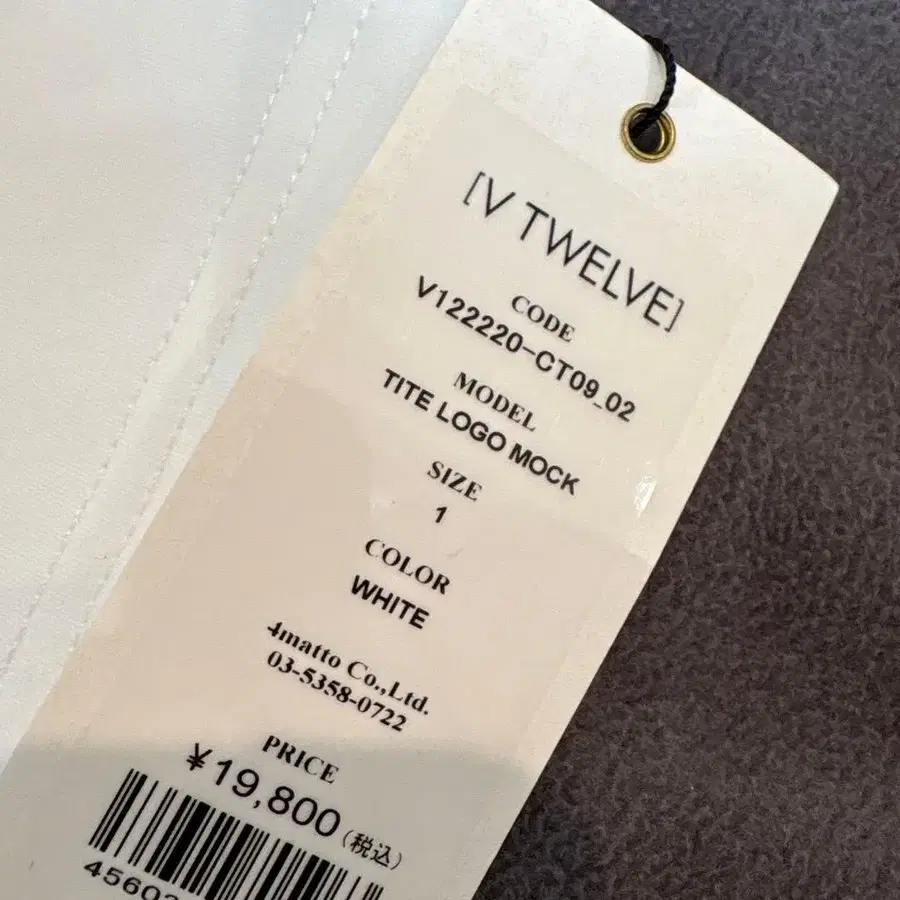 [V TWELVE]
CODE
V122220-CT09_02
MODEL
TITE LOGO MOCK
SIZE
1
COLOR
WHITE
4matto Co.,Ltd.
03-5358-0722
PRICE
¥19,800(税込)